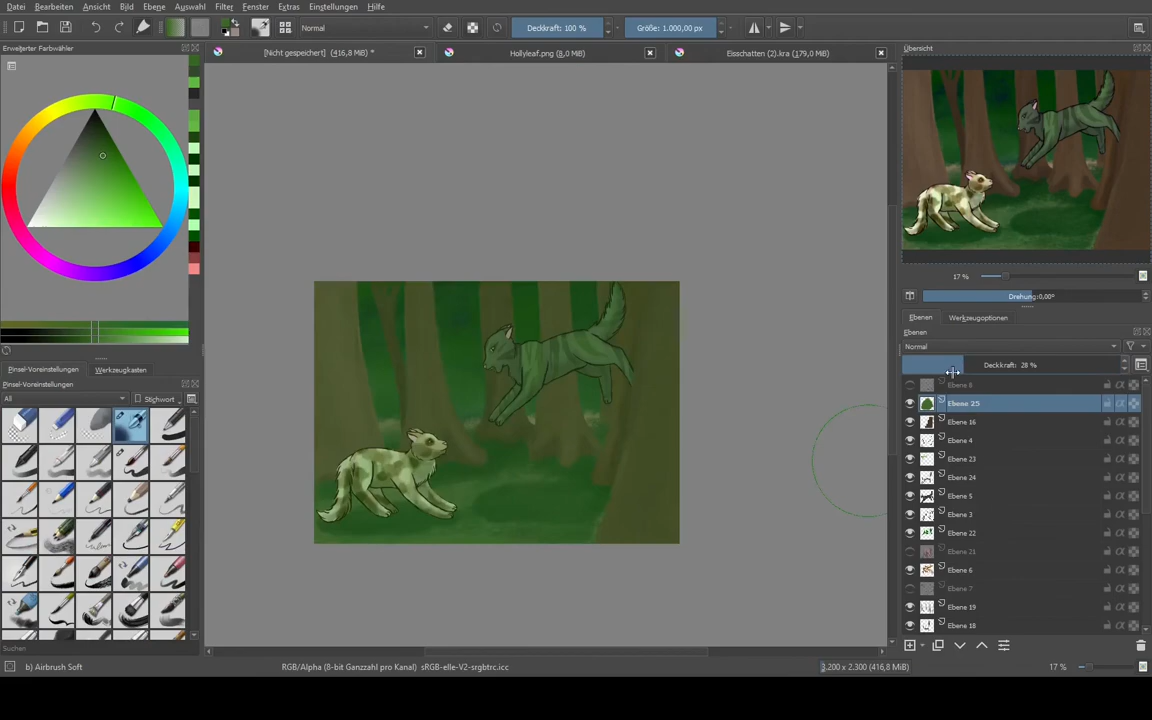 Datei Bearbeiten Ansicht Bild Ebene Auswahl Filter Fenster Extras Einstellungen Hilfe
Normal Deckraft: 100 % Größe: 1.000,00 px
Erweiterter Farbwähler
[Nicht gespeichert] (416,8 MiB) *
Hollyleaf.png (8,0 MiB)
Eisschatten (2).kra (179,0 MiB)
Übersicht
17 %
Drehung: 0,00°
Ebenen Werkzeugoptionen
Ebenen
Normal
Deckkraft: 28 %
Ebene 8
Ebene 25
Ebene 16
Ebene 4
Ebene 23
Ebene 24
Ebene 5
Ebene 3
Ebene 22
Ebene 21
Ebene 6
Ebene 7
Ebene 19
Ebene 18
Pinsel-Voreinstellungen Werkzeugkasten
Pinsel-Voreinstellungen
All Stichwort
Suchen
b) Airbrush Soft
RGB/Alpha (8-bit Ganzzahl pro Kanal) sRGB-elle-V2-srgbtrc.icc
3.200 x 2.300 (416,8 MiB)
17 %